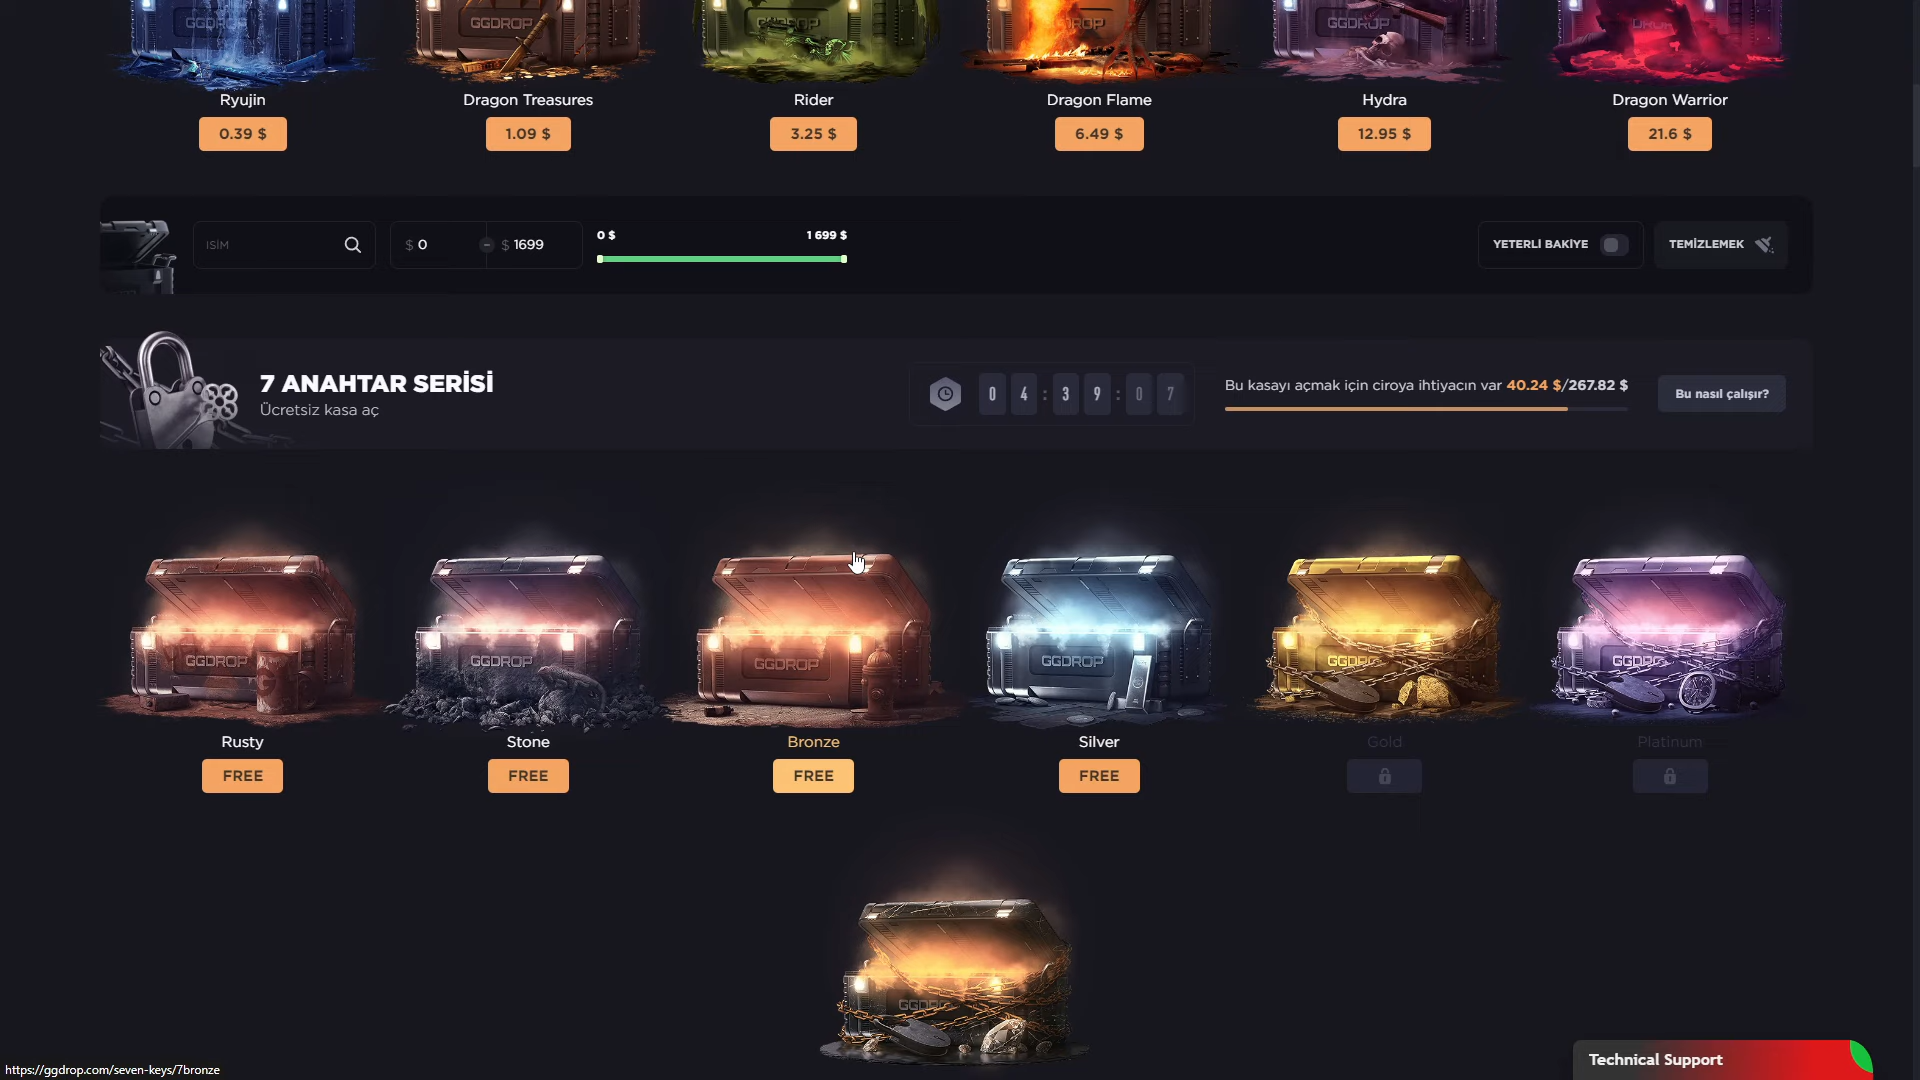 GGDROP GGDROP GGDROP GGDROP
Ryujin Dragon Treasures Rider Dragon Flame Hydra Dragon Warrior
0.39 $ 1.09 $ 3.25 $ 6.49 $ 12.95 $ 21.6 $
ISIM $ 0 - $ 1699 0 $ 1 699 $ YETERLİ BAKİYE TEMİZLEMEK
7 ANAHTAR SERİSİ
Ücretsiz kasa aç
0 4 : 3 9 : 0 7
Bu kasayı açmak için ciroya ihtiyacın var 40.24 $/267.82 $
Bu nasıl çalışır?
GGDROP GGDROP GGDROP GGDROP
Rusty Stone Bronze Silver Gold Platinum
FREE FREE FREE FREE
Technical Support
https://ggdrop.com/seven-keys/7bronze